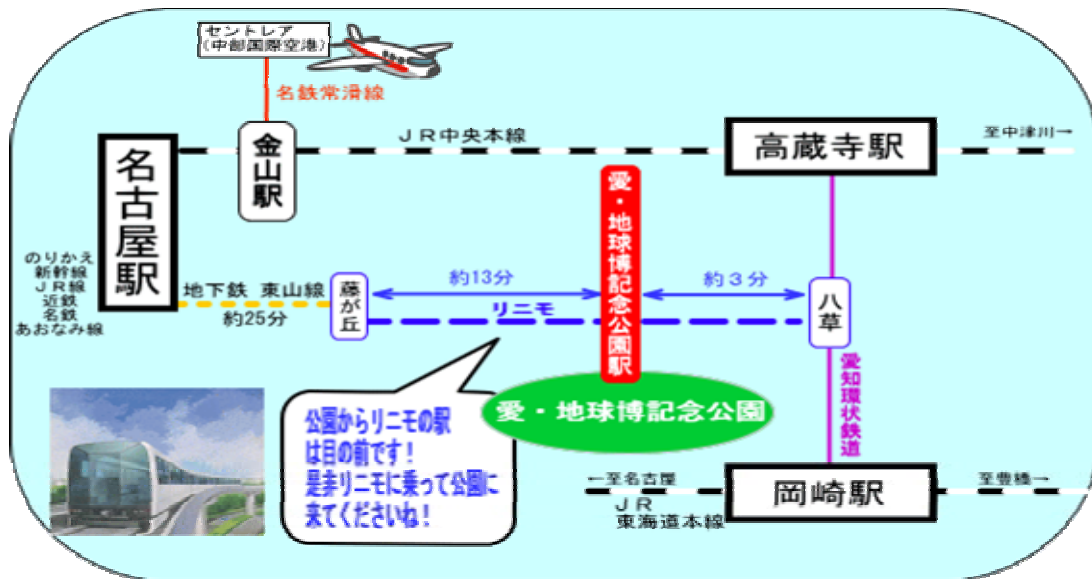 セントレア
(中部国際空港)
名鉄常滑線
JR中央本線
金山駅
高蔵寺駅
至中津川→
名古屋駅
のりかえ
新幹線
JR線
近鉄
名鉄
あおなみ線
地下鉄 東山線
約25分
藤が丘
約13分
リニモ
愛・地球博記念公園駅
約3分
八草
愛知環状鉄道
公園からリニモの駅
は目の前です!
是非リニモに乗って公園に
来てくださいね!
愛・地球博記念公園
←至名古屋
JR
東海道本線
岡崎駅
至豊橋→